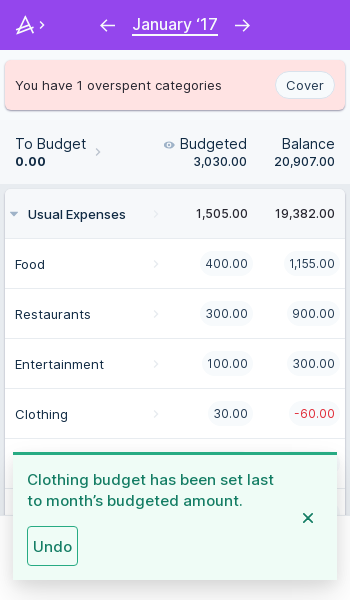 January ‘17
You have 1 overspent categories
Cover
To Budget
Budgeted
Balance
0.00
3,030.00
20,907.00
Usual Expenses 1,505.00 19,382.00
Food 400.00 1,155.00
Restaurants 300.00 900.00
Entertainment 100.00 300.00
Clothing 30.00 -60.00
Clothing budget has been set last
to month’s budgeted amount.
Undo